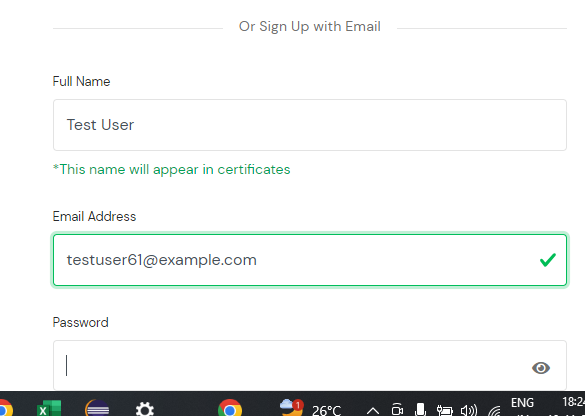 Or Sign Up with Email
Full Name
Test User
*This name will appear in certificates
Email Address
testuser61@example.com
Password
1
26°C
ENG
18:24